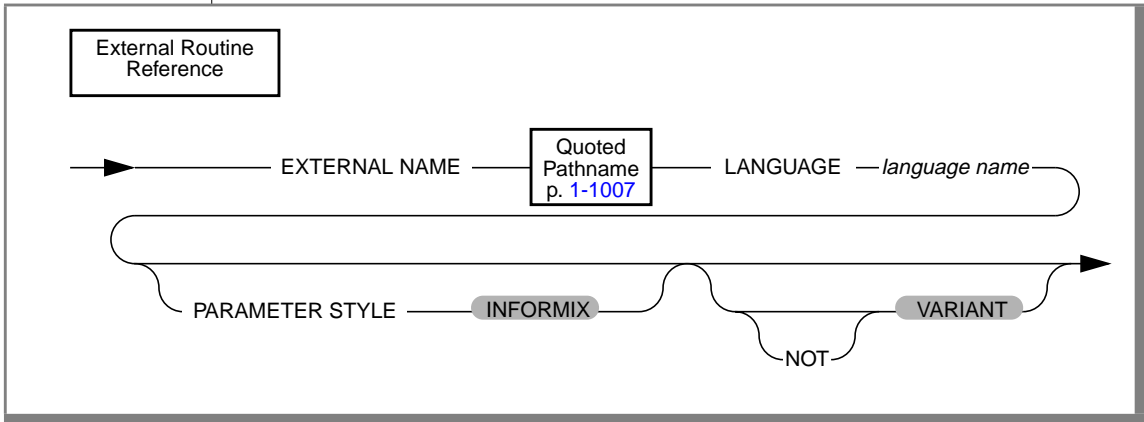 External Routine
Reference
EXTERNAL NAME
Quoted
Pathname
p. 1-1007
LANGUAGE
language name
PARAMETER STYLE
INFORMIX
VARIANT
NOT